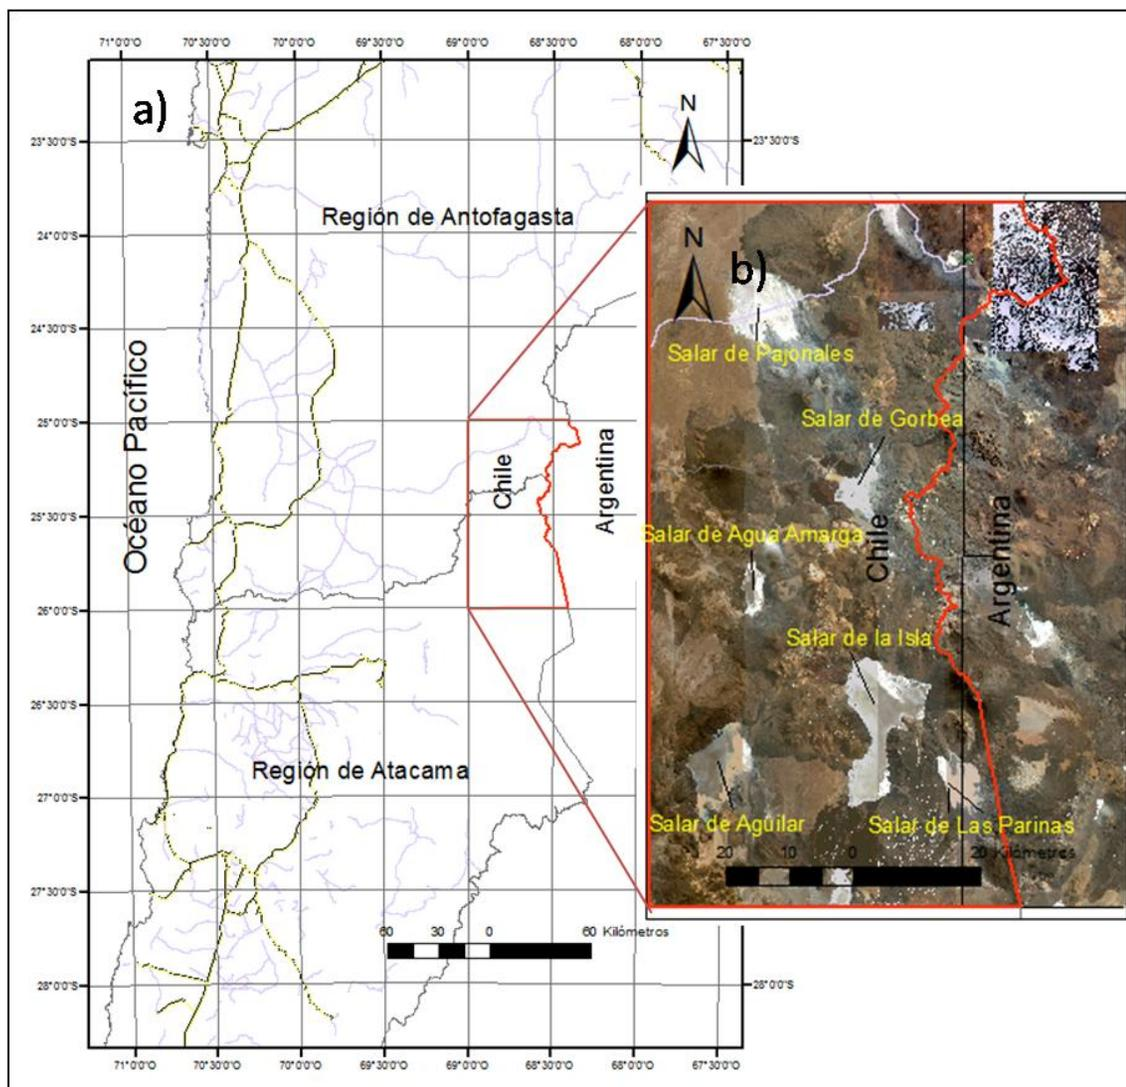 71°0'0"O 70°30'0"O 70°0'0"O 69°30'0"O 69°0'0"O 68°30'0"O 68°0'0"O 67°30'0"O
a)
N
23°30'0"S 23°30'0"S
Región de Antofagasta
24°0'0"S
N
b)
24°30'0"S
Salar de Pajonales
Océano Pacífico
25°0'0"S
Salar de Gorbea
Chile
Argentina
25°30'0"S
Salar de Agua Amarga
Chile
Argentina
26°0'0"S
Salar de la Isla
26°30'0"S
Región de Atacama
27°0'0"S
Salar de Aguilar
Salar de Las Parinas
20 10 0 20 Kilómetros
27°30'0"S
60 30 0 60 Kilómetros
28°0'0"S 28°0'0"S
71°0'0"O 70°30'0"O 70°0'0"O 69°30'0"O 69°0'0"O 68°30'0"O 68°0'0"O 67°30'0"O